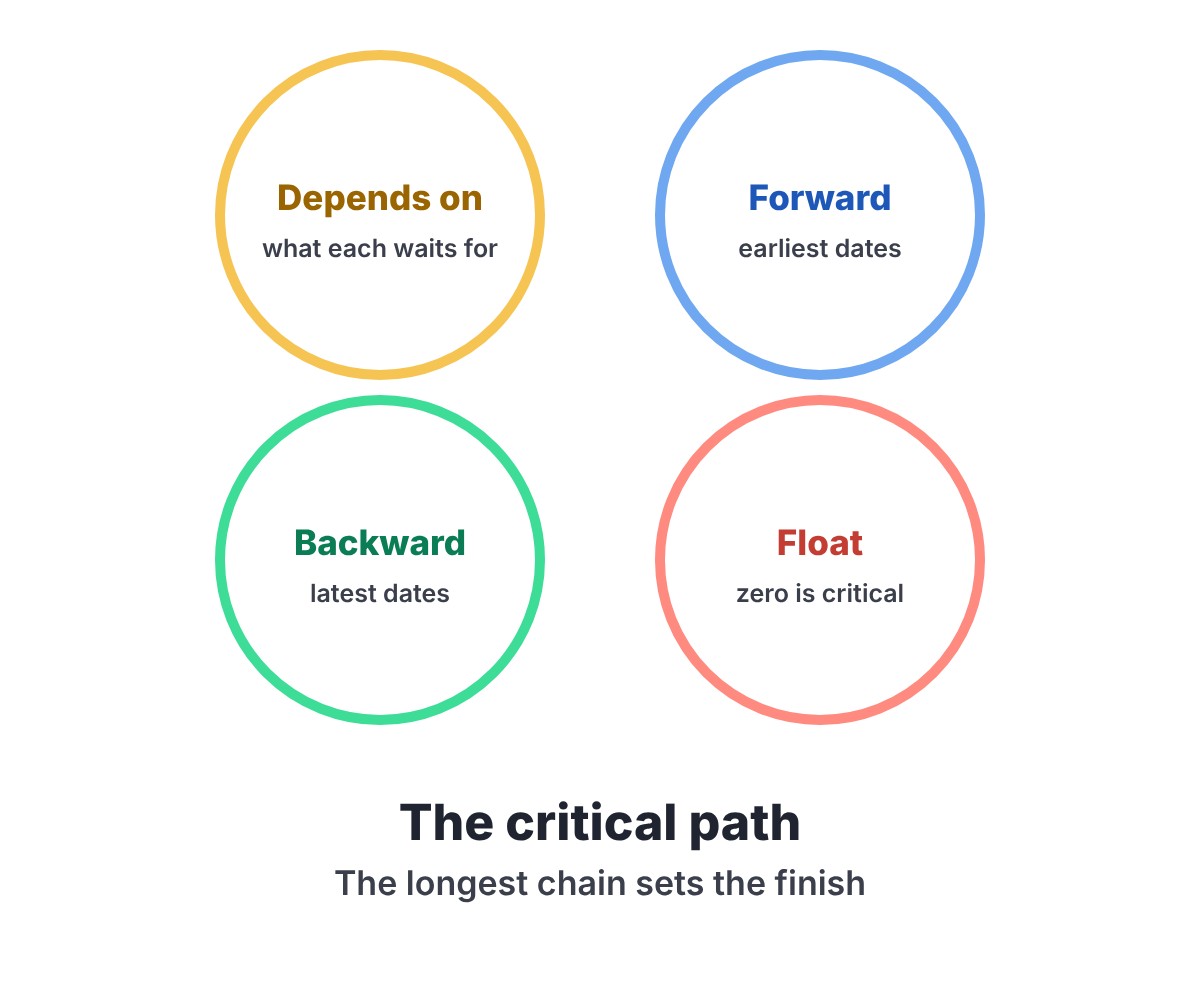 Depends on
what each waits for
Forward
earliest dates
Backward
latest dates
Float
zero is critical
The critical path
The longest chain sets the finish